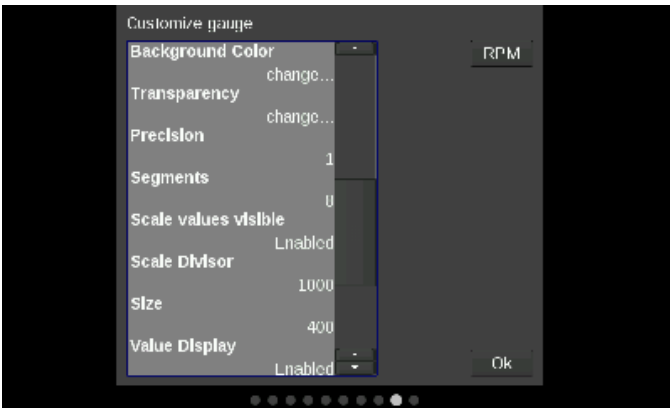 Customize gauge
Background Color
change...
RPM
Transparency
change...
Precision
1
Segments
8
Scale values visible
Enabled
Scale Divisor
1000
Size
400
Value Display
Enabled
Ok